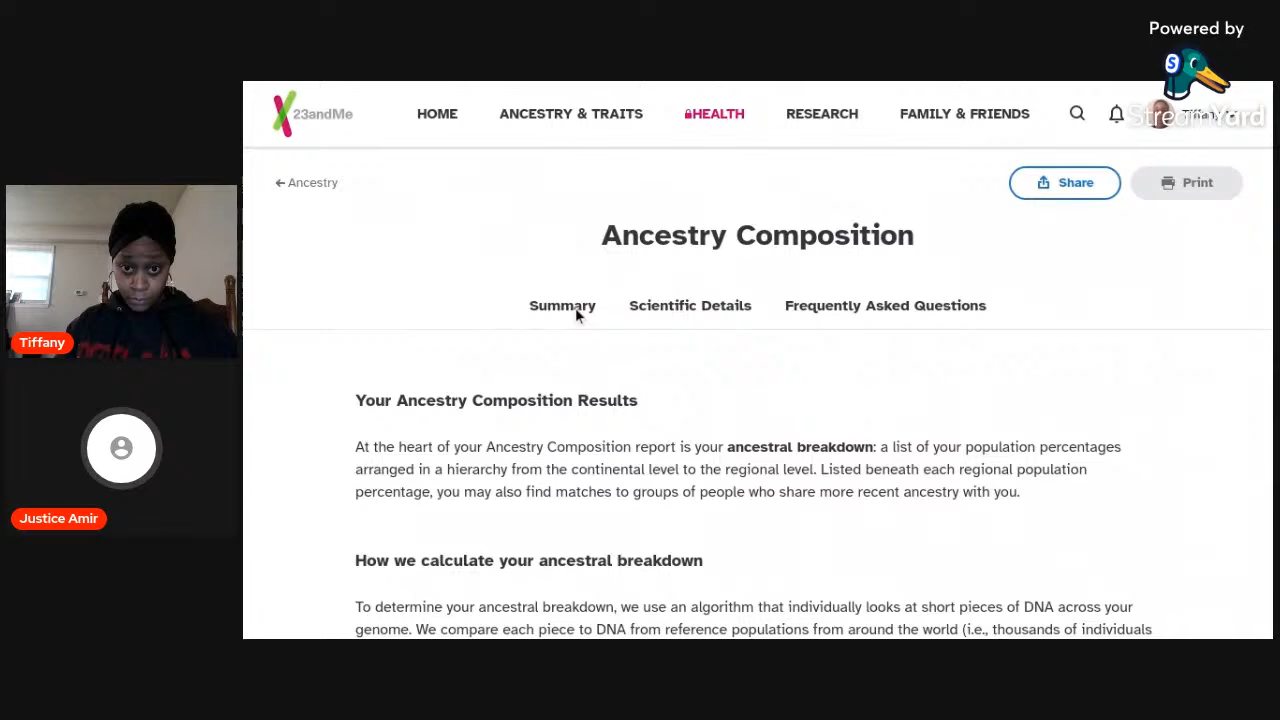 Powered by
S
StreamYard
23andMe
HOME
ANCESTRY & TRAITS
HEALTH
RESEARCH
FAMILY & FRIENDS
Tiffany
Ancestry
Share
Print
Ancestry Composition
Summary
Scientific Details
Frequently Asked Questions
Your Ancestry Composition Results
At the heart of your Ancestry Composition report is your ancestral breakdown: a list of your population percentages
arranged in a hierarchy from the continental level to the regional level. Listed beneath each regional population
percentage, you may also find matches to groups of people who share more recent ancestry with you.
How we calculate your ancestral breakdown
To determine your ancestral breakdown, we use an algorithm that individually looks at short pieces of DNA across your
genome. We compare each piece to DNA from reference populations from around the world (i.e., thousands of individuals
Tiffany
Justice Amir